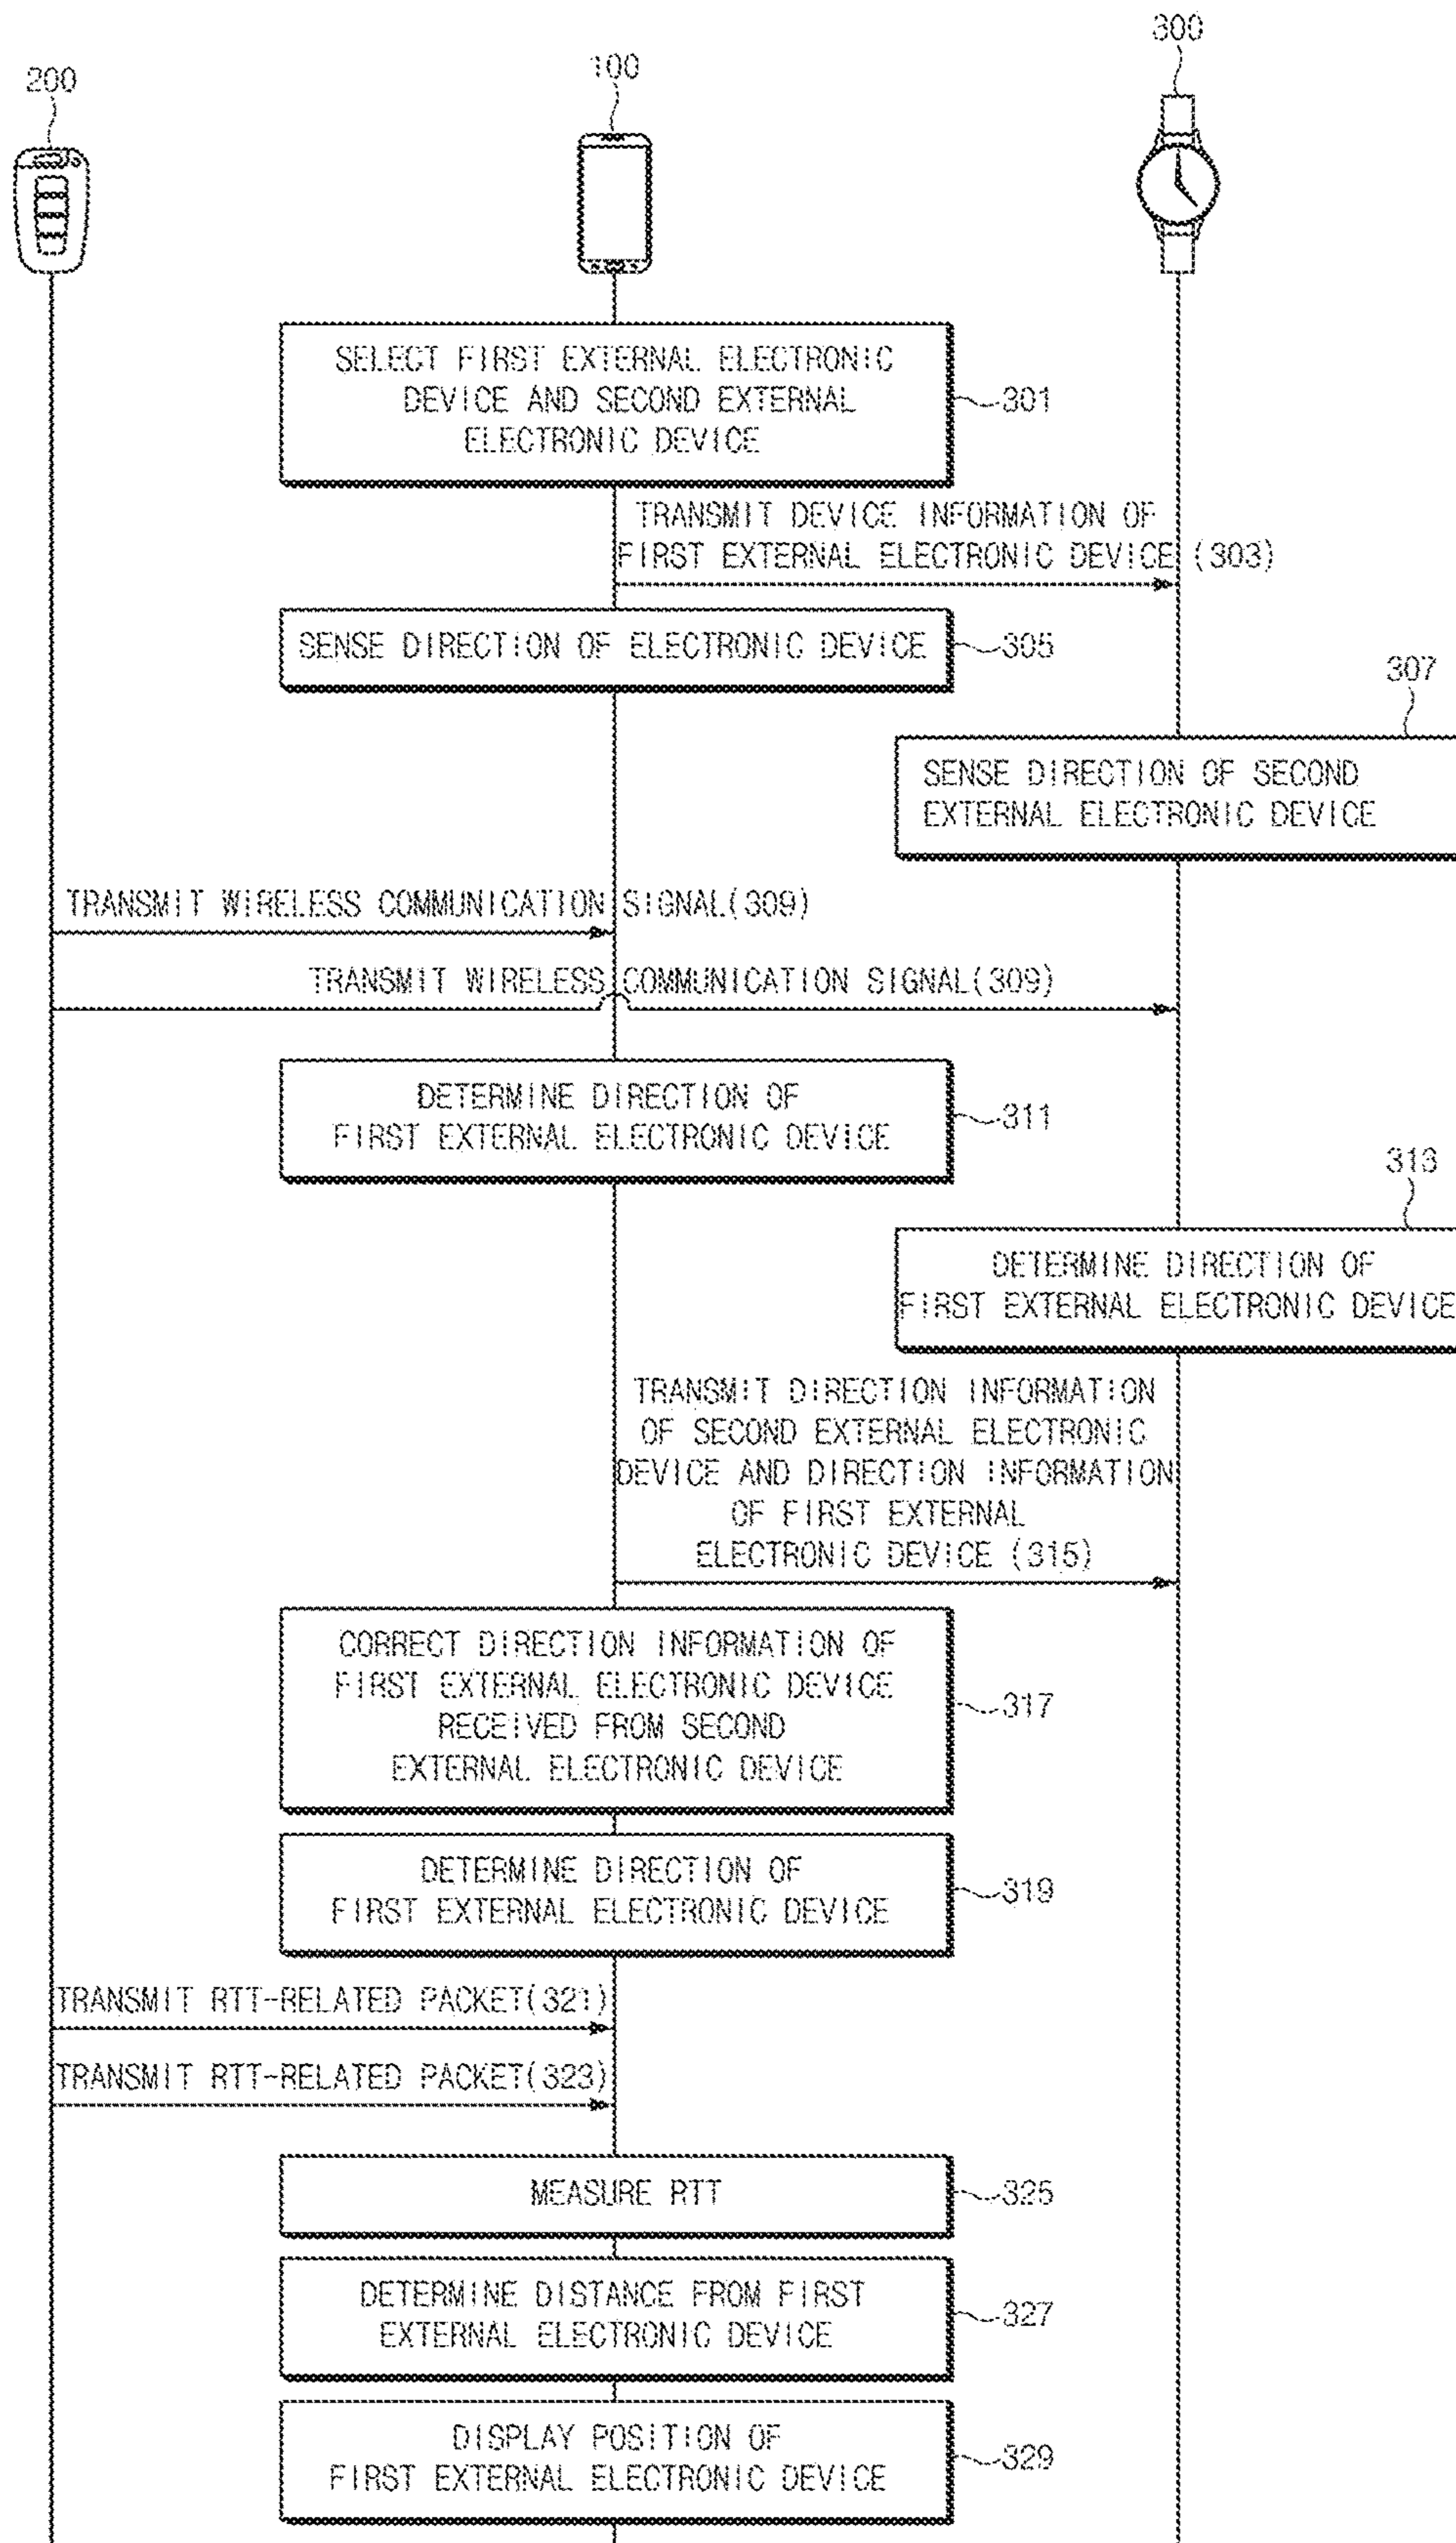 300
100
200
SELECT FIRST EXTERNAL ELECTRONIC
DEVICE AND SECOND EXTERNAL
ELECTRONIC DEVICE
301
TRANSMIT DEVICE INFORMATION OF
FIRST EXTERNAL ELECTRONIC DEVICE (303)
SENSE DIRECTION OF ELECTRONIC DEVICE
305
307
SENSE DIRECTION OF SECOND
EXTERNAL ELECTRONIC DEVICE
TRANSMIT WIRELESS COMMUNICATION SIGNAL(309)
TRANSMIT WIRELESS COMMUNICATION SIGNAL(309)
DETERMINE DIRECTION OF
FIRST EXTERNAL ELECTRONIC DEVICE
311
313
DETERMINE DIRECTION OF
FIRST EXTERNAL ELECTRONIC DEVICE
TRANSMIT DIRECTION INFORMATION
OF SECOND EXTERNAL ELECTRONIC
DEVICE AND DIRECTION INFORMATION
OF FIRST EXTERNAL
ELECTRONIC DEVICE (315)
CORRECT DIRECTION INFORMATION OF
FIRST EXTERNAL ELECTRONIC DEVICE
RECEIVED FROM SECOND
EXTERNAL ELECTRONIC DEVICE
317
DETERMINE DIRECTION OF
FIRST EXTERNAL ELECTRONIC DEVICE
319
TRANSMIT RTT-RELATED PACKET(321)
TRANSMIT RTT-RELATED PACKET(323)
MEASURE RTT
325
DETERMINE DISTANCE FROM FIRST
EXTERNAL ELECTRONIC DEVICE
327
DISPLAY POSITION OF
FIRST EXTERNAL ELECTRONIC DEVICE
329